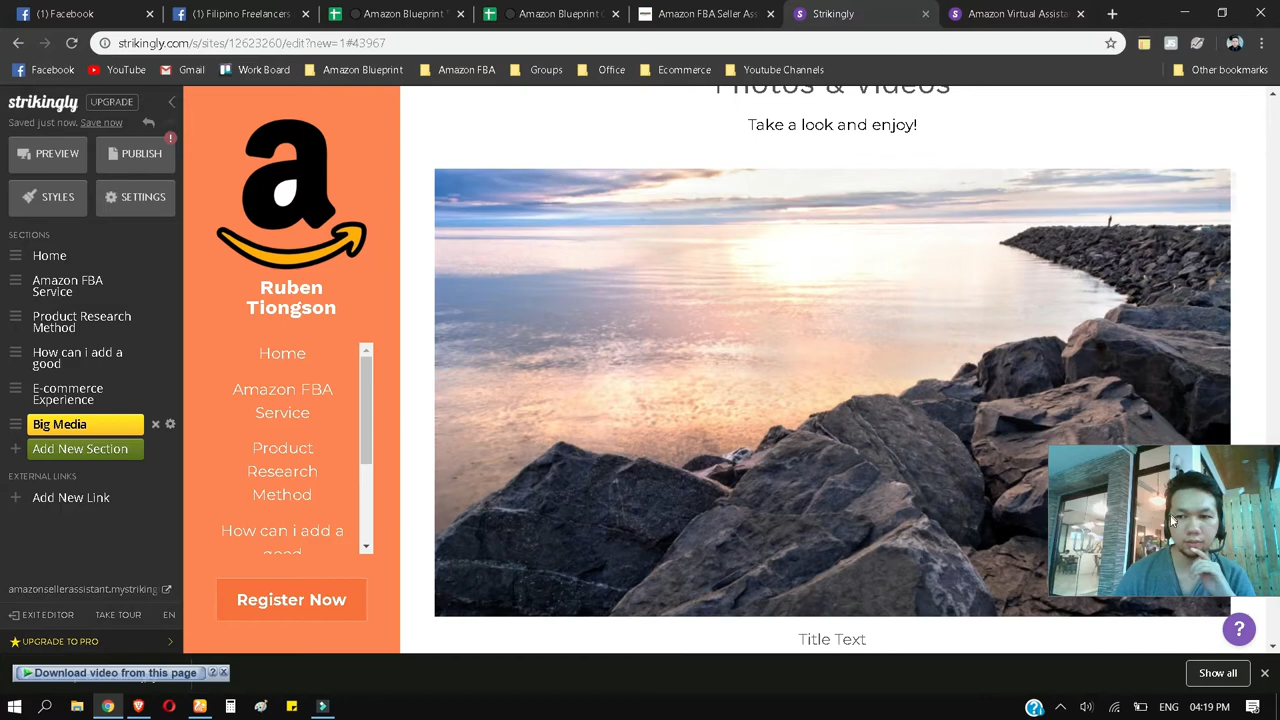 (1) Facebook
(1) Filipino Freelancers
Amazon Blueprint
Amazon Blueprint
Amazon FBA Seller Ass
Strikingly
Amazon Virtual Assista
strikingly.com/s/sites/12623260/edit?new=1#43967
Facebook
YouTube
Gmail
Work Board
Amazon Blueprint
Amazon FBA
Groups
Office
Ecommerce
Youtube Channels
Other bookmarks
strikingly
UPGRADE
Saved just now. Save now
PREVIEW
PUBLISH
STYLES
SETTINGS
SECTIONS
Home
Amazon FBA
Service
Product Research
Method
How can i add a
good
E-commerce
Experience
Big Media
Add New Section
EXTERNAL LINKS
Add New Link
amazonsellerassistant.mystriking
EXIT EDITOR
TAKE TOUR
EN
UPGRADE TO PRO
a
Ruben
Tiongson
Home
Amazon FBA
Service
Product
Research
Method
How can i add a
good
Register Now
Photos & Videos
Take a look and enjoy!
Title Text
?
Download video from this page
?
Show all
ENG
04:19 PM